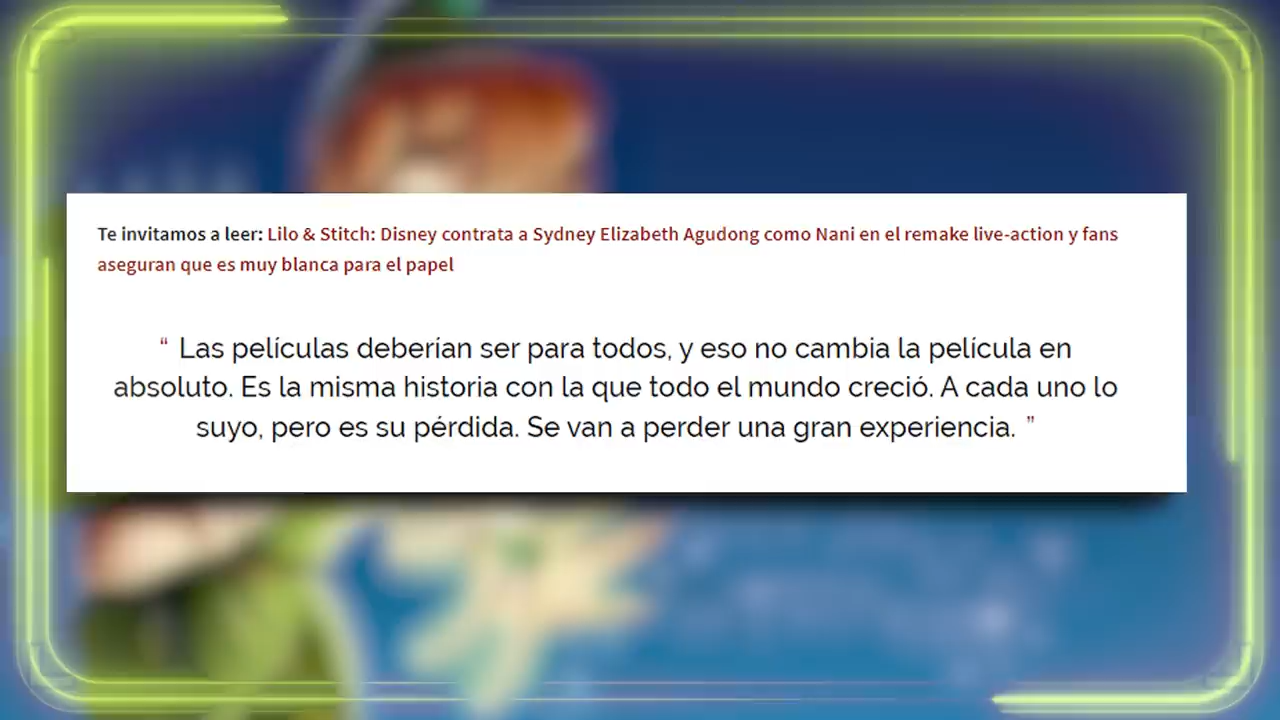 Te invitamos a leer: Lilo & Stitch: Disney contrata a Sydney Elizabeth Agudong como Nani en el remake live-action y fans
aseguran que es muy blanca para el papel
“ Las películas deberían ser para todos, y eso no cambia la película en
absoluto. Es la misma historia con la que todo el mundo creció. A cada uno lo
suyo, pero es su pérdida. Se van a perder una gran experiencia. ”